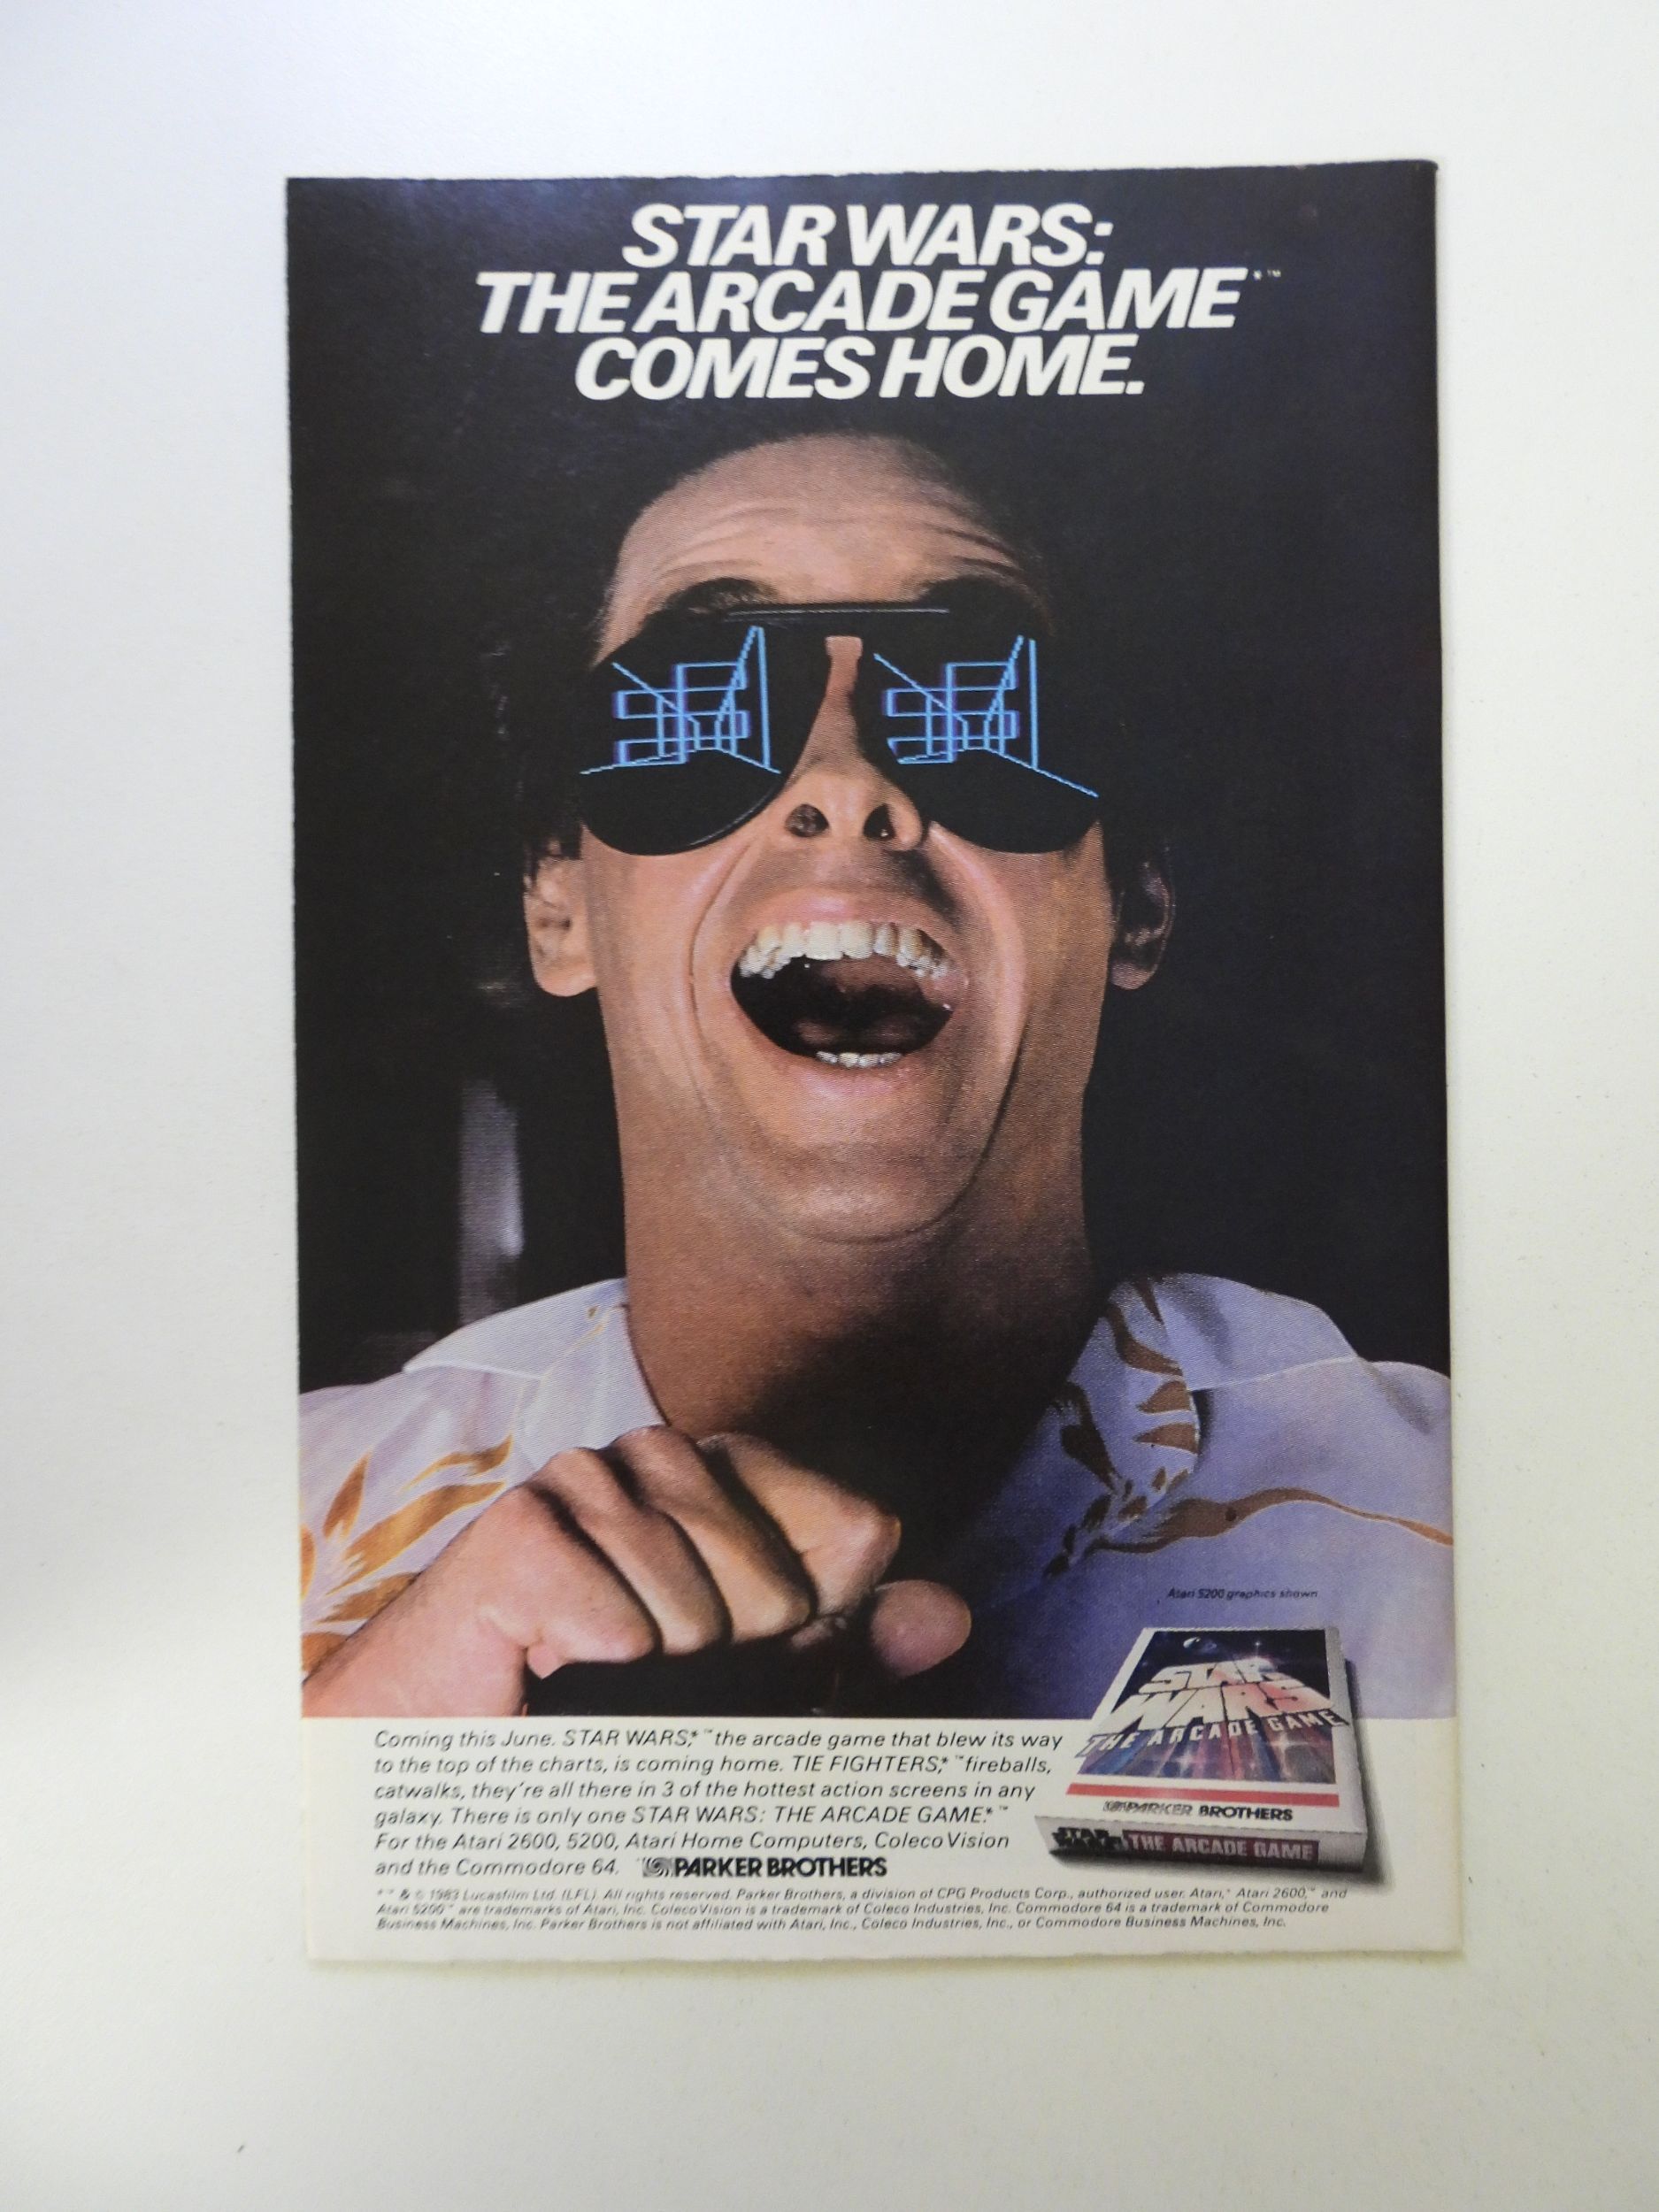 STAR WARS:
THE ARCADE GAME*™
COMES HOME.
Atari 5200 graphics shown
STAR
WARS
THE ARCADE GAME
PARKER BROTHERS
STAR WARS THE ARCADE GAME
Coming this June. STAR WARS,*™ the arcade game that blew its way
to the top of the charts, is coming home. TIE FIGHTERS,*™ fireballs,
catwalks, they're all there in 3 of the hottest action screens in any
galaxy. There is only one STAR WARS: THE ARCADE GAME.*™
For the Atari 2600, 5200, Atari Home Computers, ColecoVision
and the Commodore 64. PARKER BROTHERS
*™ & © 1983 Lucasfilm Ltd. (LFL). All rights reserved. Parker Brothers, a division of CPG Products Corp., authorized user. Atari,® Atari 2600,™ and
Atari 5200™ are trademarks of Atari, Inc. ColecoVision is a trademark of Coleco Industries, Inc. Commodore 64 is a trademark of Commodore
Business Machines, Inc. Parker Brothers is not affiliated with Atari, Inc., Coleco Industries, Inc., or Commodore Business Machines, Inc.